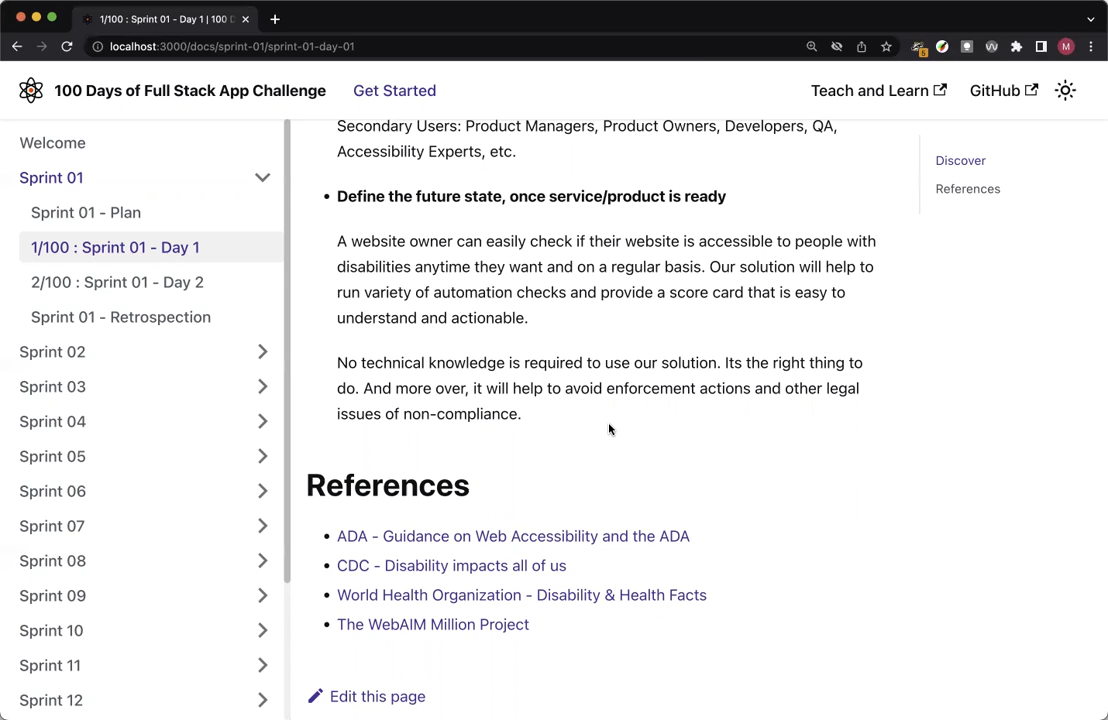 1/100 : Sprint 01 - Day 1 | 100 D
localhost:3000/docs/sprint-01/sprint-01-day-01
6
M
100 Days of Full Stack App Challenge
Get Started
Teach and Learn
GitHub
Welcome
Sprint 01
Sprint 01 - Plan
1/100 : Sprint 01 - Day 1
2/100 : Sprint 01 - Day 2
Sprint 01 - Retrospection
Sprint 02
Sprint 03
Sprint 04
Sprint 05
Sprint 06
Sprint 07
Sprint 08
Sprint 09
Sprint 10
Sprint 11
Sprint 12
Secondary Users: Product Managers, Product Owners, Developers, QA,
Accessibility Experts, etc.
• Define the future state, once service/product is ready
A website owner can easily check if their website is accessible to people with
disabilities anytime they want and on a regular basis. Our solution will help to
run variety of automation checks and provide a score card that is easy to
understand and actionable.
No technical knowledge is required to use our solution. Its the right thing to
do. And more over, it will help to avoid enforcement actions and other legal
issues of non-compliance.
References
• ADA - Guidance on Web Accessibility and the ADA
• CDC - Disability impacts all of us
• World Health Organization - Disability & Health Facts
• The WebAIM Million Project
Edit this page
Discover
References